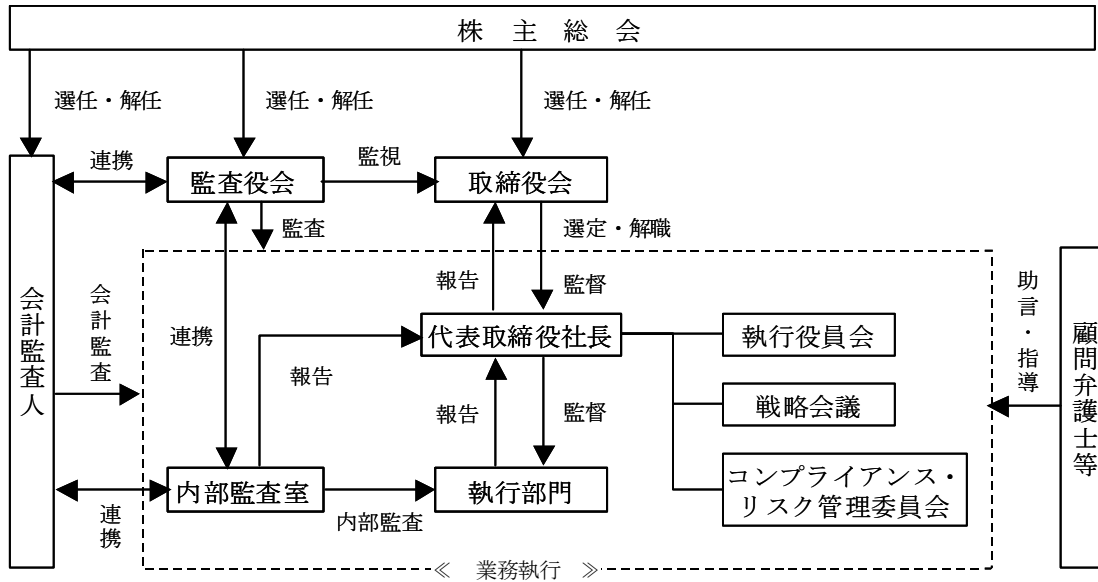 株主総会
選任・解任
選任・解任
選任・解任
連携
監査役会
監視
取締役会
監査
選定・解職
会計監査人
会計監査
連携
報告
監督
助言・指導
顧問弁護士等
代表取締役社長
執行役員会
報告
報告
監督
戦略会議
内部監査室
執行部門
コンプライアンス・
リスク管理委員会
連携
内部監査
≪ 業務執行 ≫